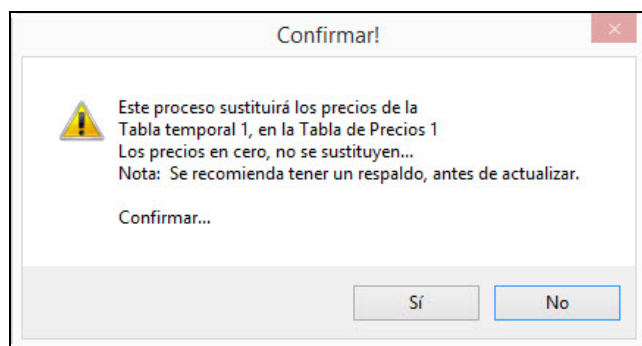 Confirmar!
Este proceso sustituirá los precios de la
Tabla temporal 1, en la Tabla de Precios 1
Los precios en cero, no se sustituyen...
Nota:  Se recomienda tener un respaldo, antes de actualizar.
Confirmar...
Sí
No